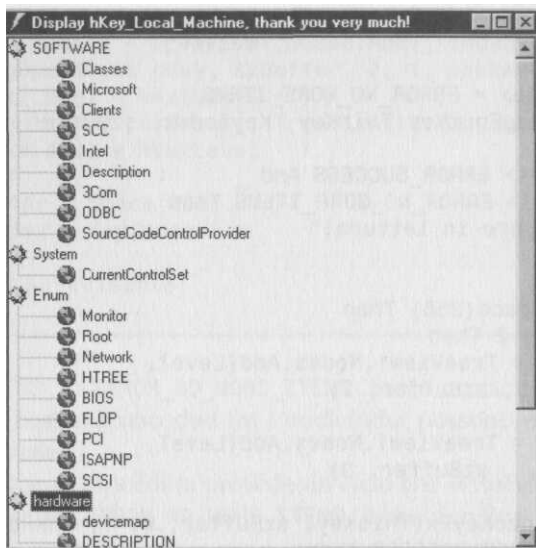 Display hKey_Local_Machine, thank you very much!
SOFTWARE
Classes
Microsoft
Clients
SCC
Intel
Description
3Com
ODBC
SourceCodeControlProvider
System
CurrentControlSet
Enum
Monitor
Root
Network
HTREE
BIOS
FLOP
PCI
ISAPNP
SCSI
hardware
devicemap
DESCRIPTION